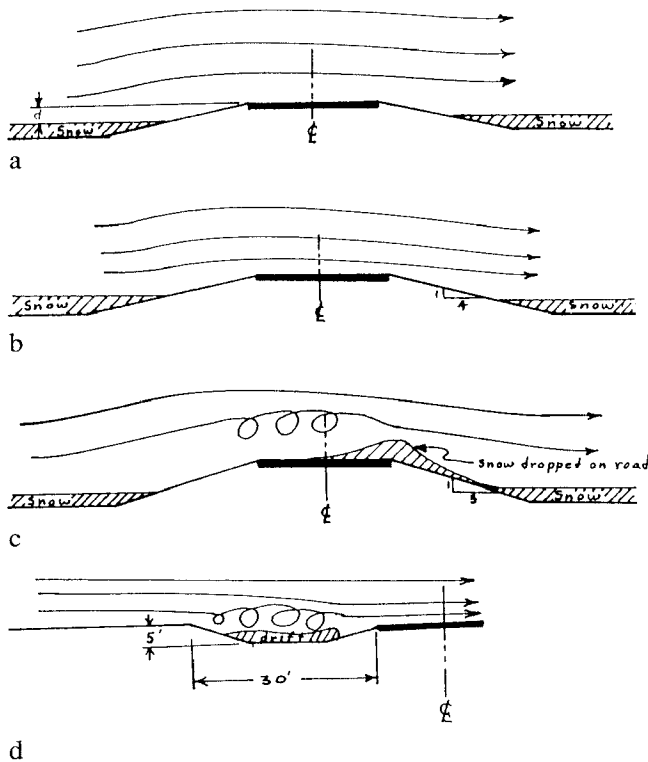 d
Snow Snow
℄
a
Snow Snow
1
4
℄
b
Snow dropped on road
Snow Snow
1
3
℄
c
5'
drift
30'
℄
d